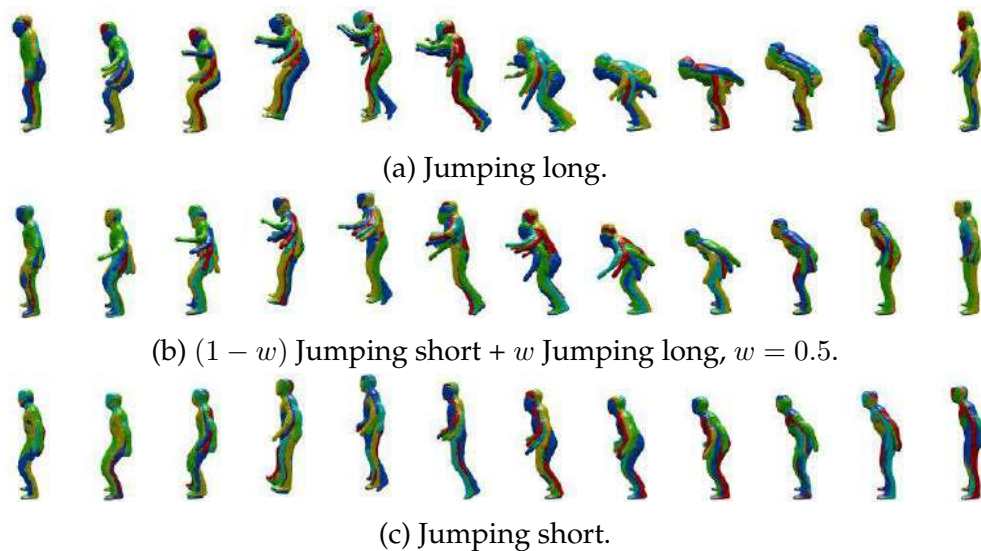 (a) Jumping long.
(b) (1 − w) Jumping short + w Jumping long, w = 0.5.
(c) Jumping short.